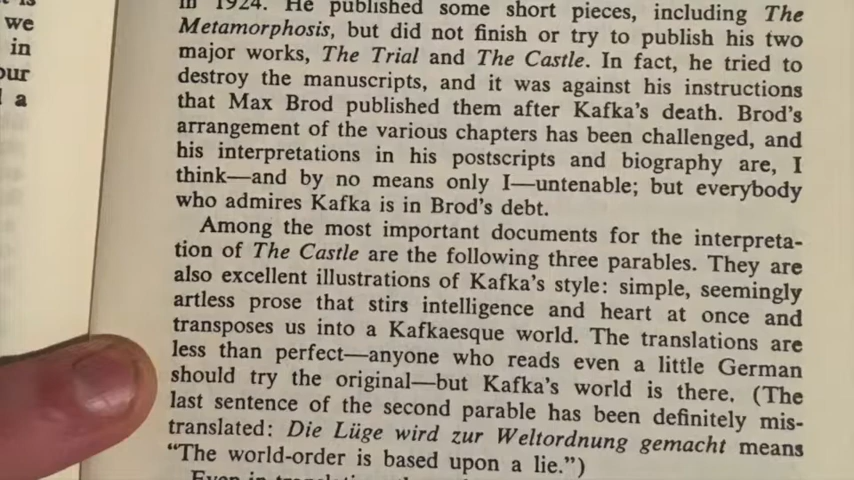 we
in
our
a
in 1924. He published some short pieces, including The
Metamorphosis, but did not finish or try to publish his two
major works, The Trial and The Castle. In fact, he tried to
destroy the manuscripts, and it was against his instructions
that Max Brod published them after Kafka's death. Brod's
arrangement of the various chapters has been challenged, and
his interpretations in his postscripts and biography are, I
think—and by no means only I—untenable; but everybody
who admires Kafka is in Brod's debt.
Among the most important documents for the interpreta-
tion of The Castle are the following three parables. They are
also excellent illustrations of Kafka's style: simple, seemingly
artless prose that stirs intelligence and heart at once and
transposes us into a Kafkaesque world. The translations are
less than perfect—anyone who reads even a little German
should try the original—but Kafka's world is there. (The
last sentence of the second parable has been definitely mis-
translated: Die Lüge wird zur Weltordnung gemacht means
"The world-order is based upon a lie.")
Even in